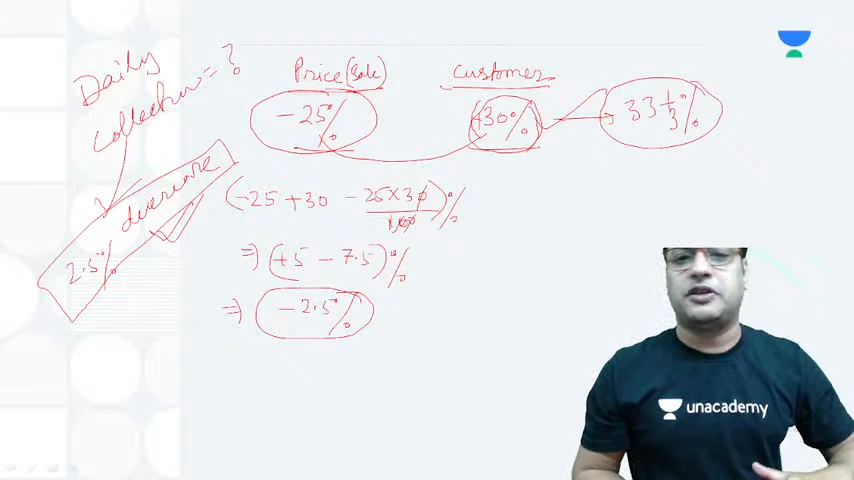 Daily
collection = ?
Price (Sale)
customer
-25%
+30%
33 1/3 %
2.5% decrease
(-25 + 30 - 25×30/100)%
⇒ (+5 - 7.5)%
⇒ -2.5%
unacademy